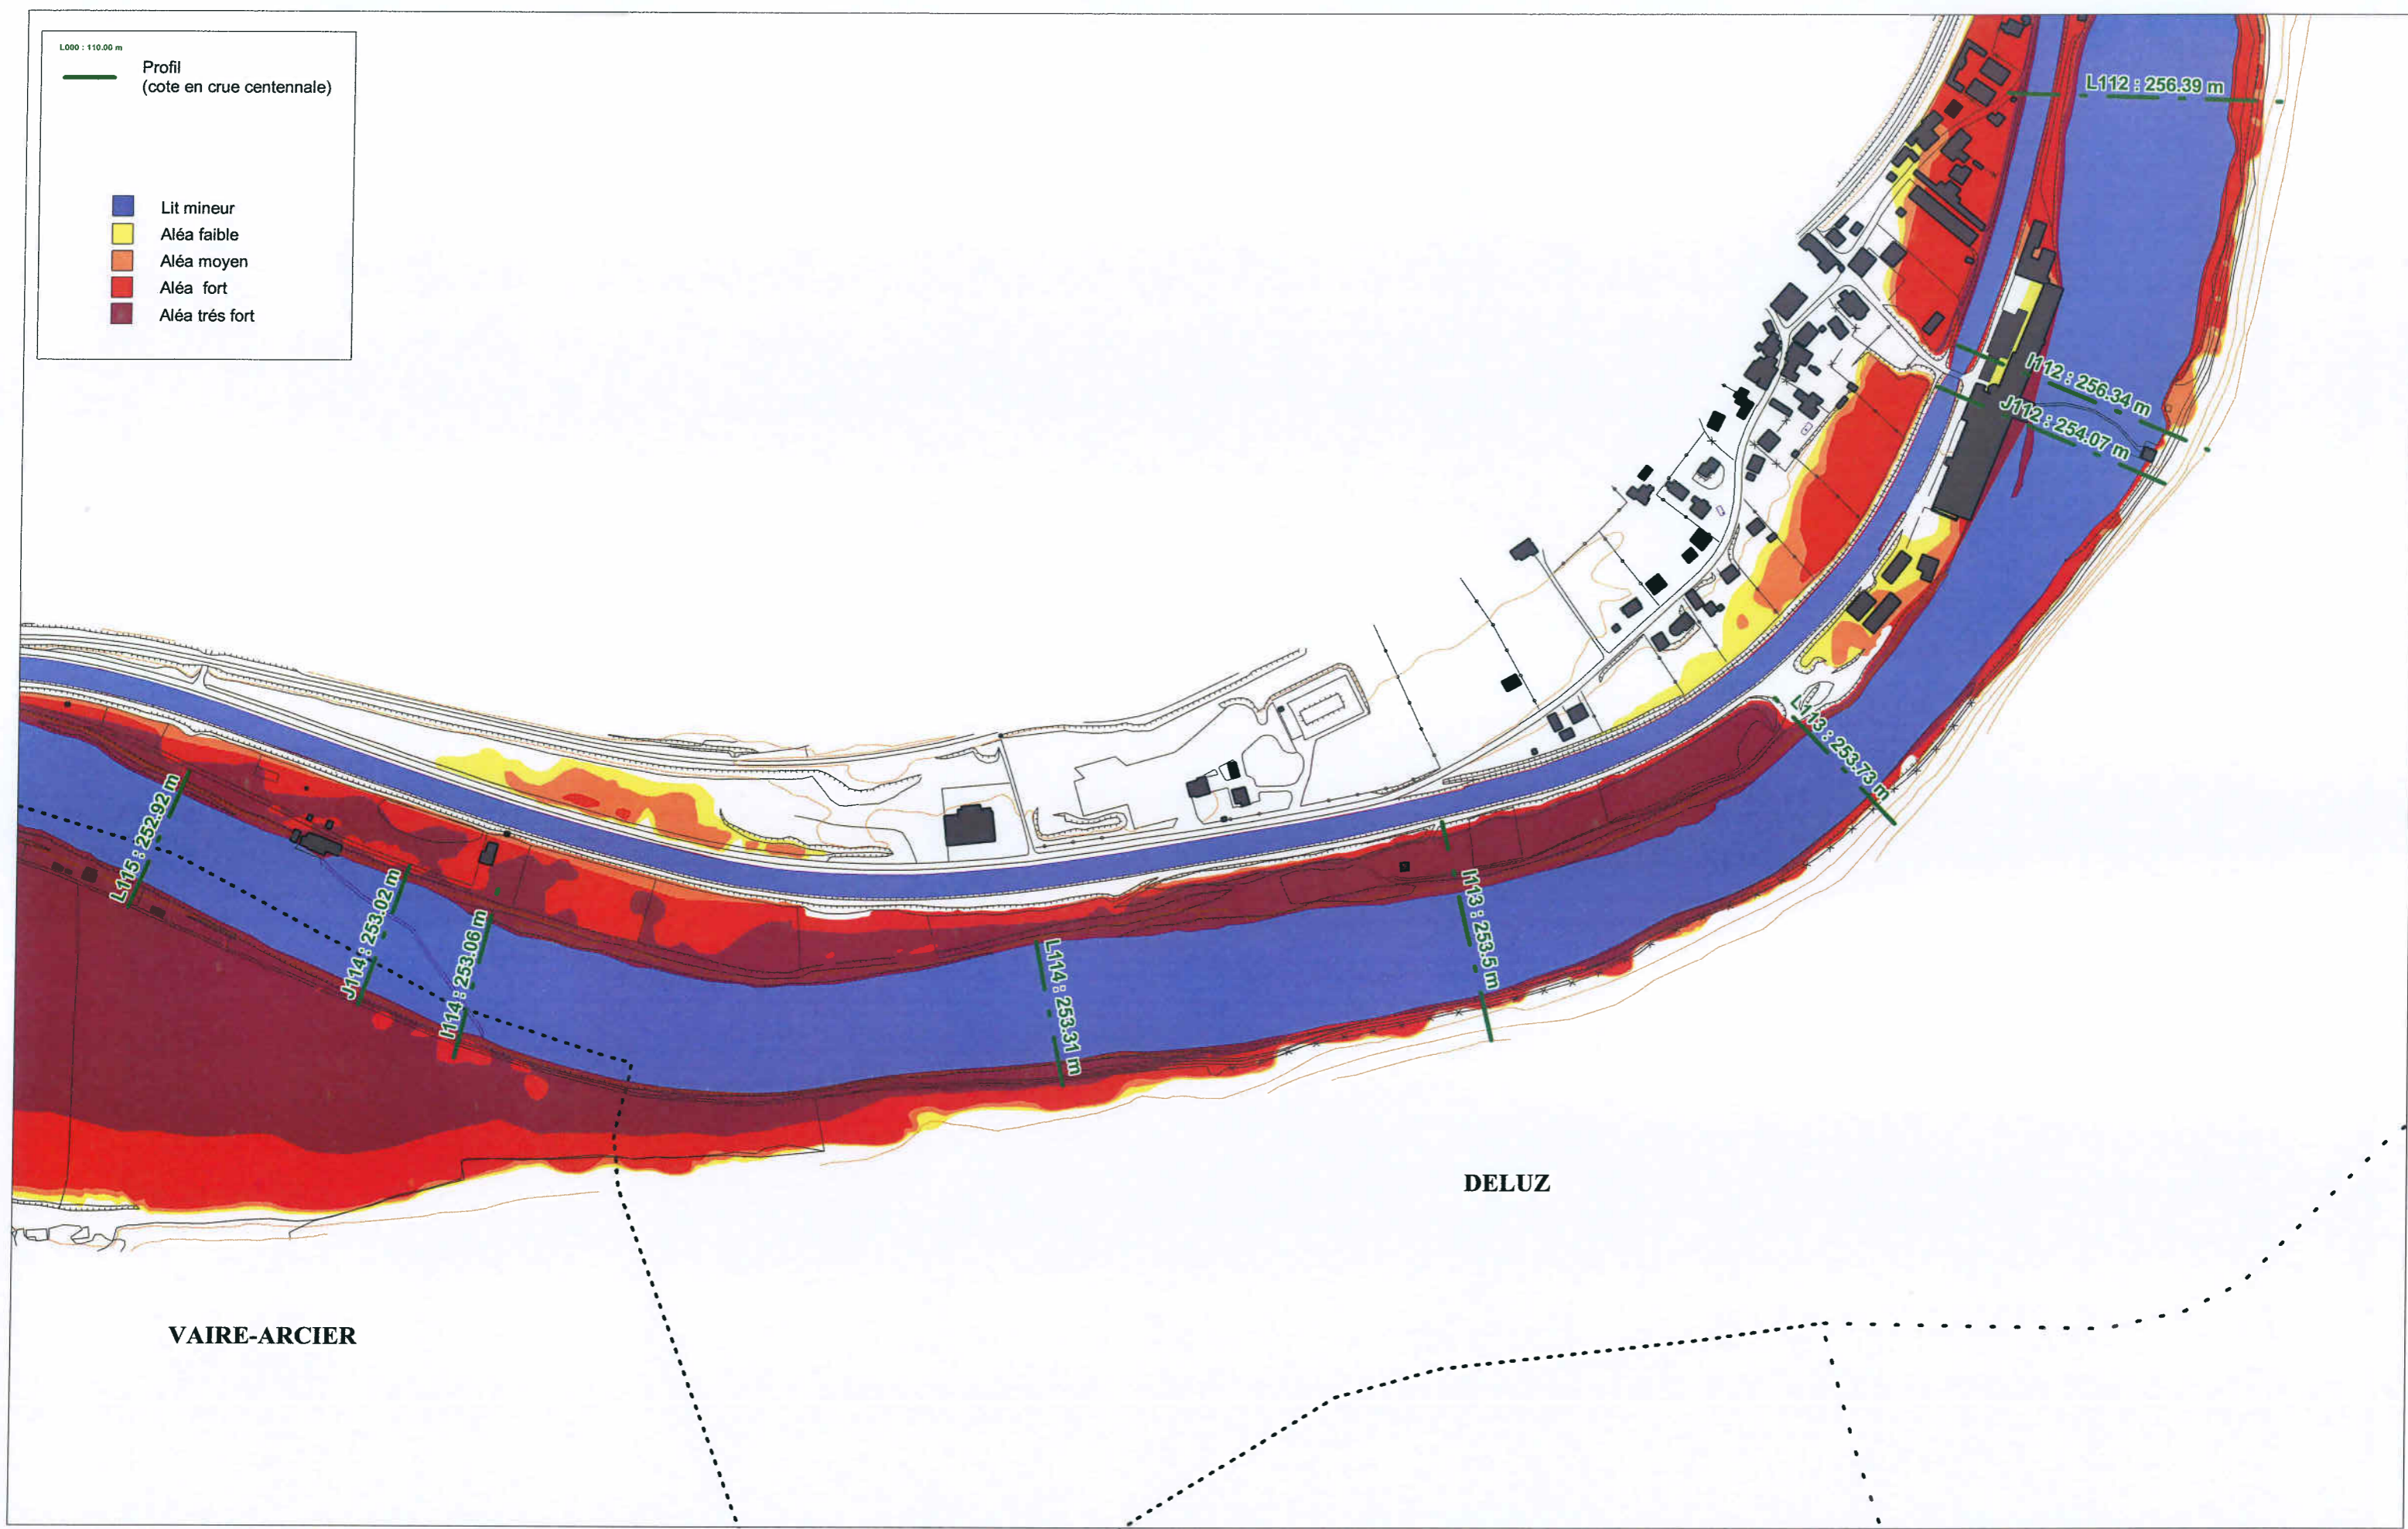 L000 : 110.00 m
Profil
(cote en crue centennale)
Lit mineur
Aléa faible
Aléa moyen
Aléa fort
Aléa trés fort
L112 : 256.39 m
I112 : 256.34 m
J112 : 254.07 m
L113 : 253.73 m
I113 : 253.5 m
L114 : 253.31 m
I114 : 253.06 m
J114 : 253.02 m
L115 : 252.92 m
DELUZ
VAIRE-ARCIER